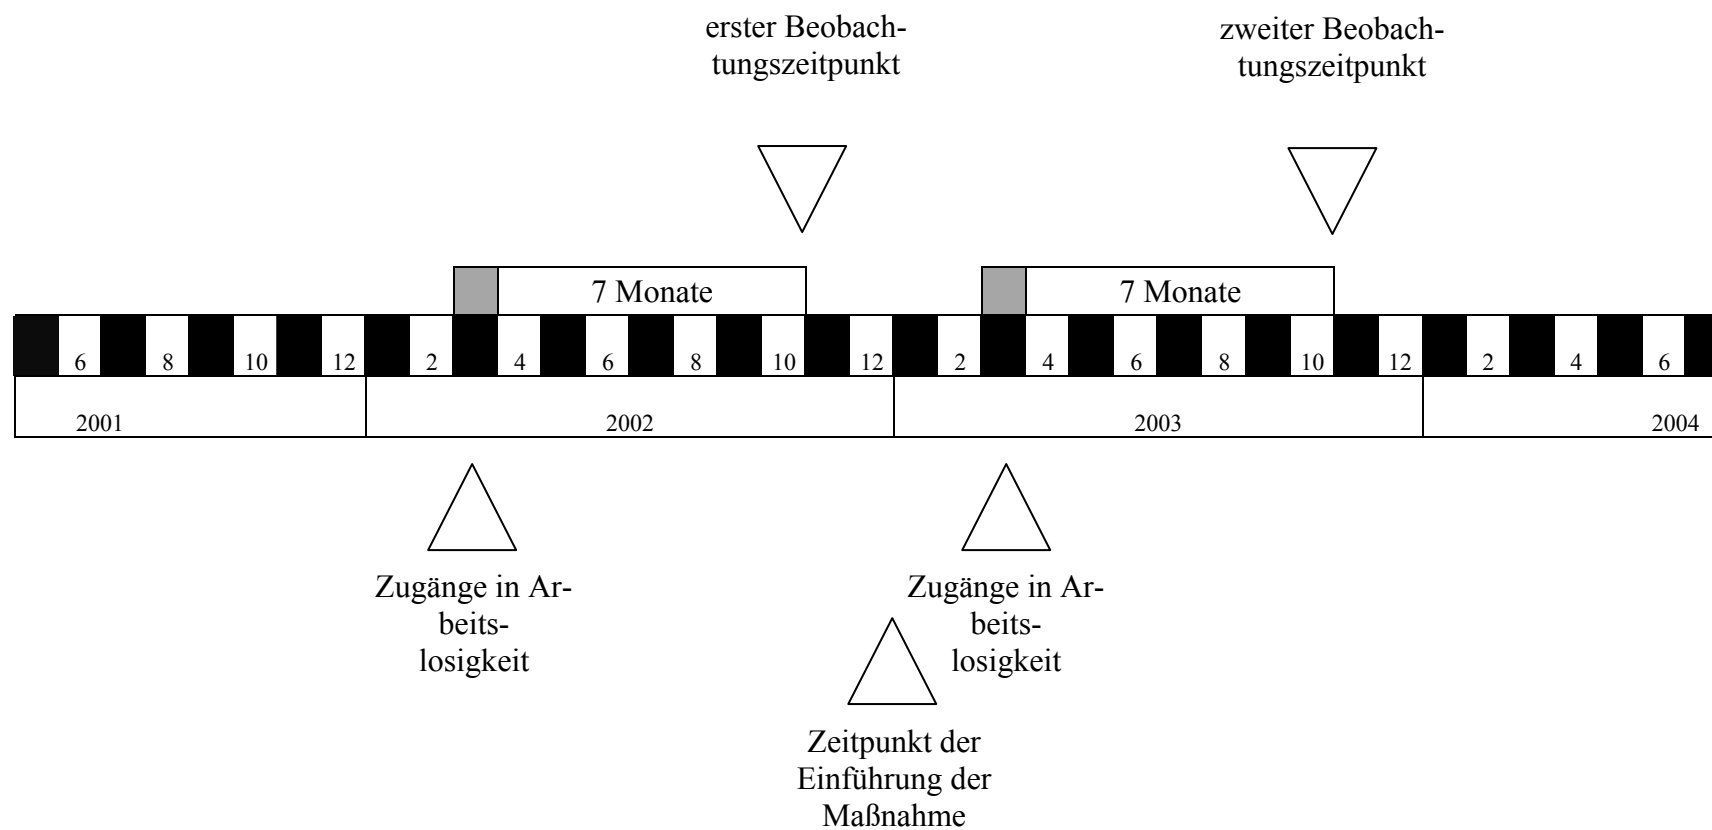 erster Beobach-
tungszeitpunkt
zweiter Beobach-
tungszeitpunkt
7 Monate
7 Monate
6 8 10 12 2 4 6 8 10 12 2 4 6 8 10 12 2 4 6
2001 2002 2003 2004
Zugänge in Ar-
beits-
losigkeit
Zugänge in Ar-
beits-
losigkeit
Zeitpunkt der
Einführung der
Maßnahme